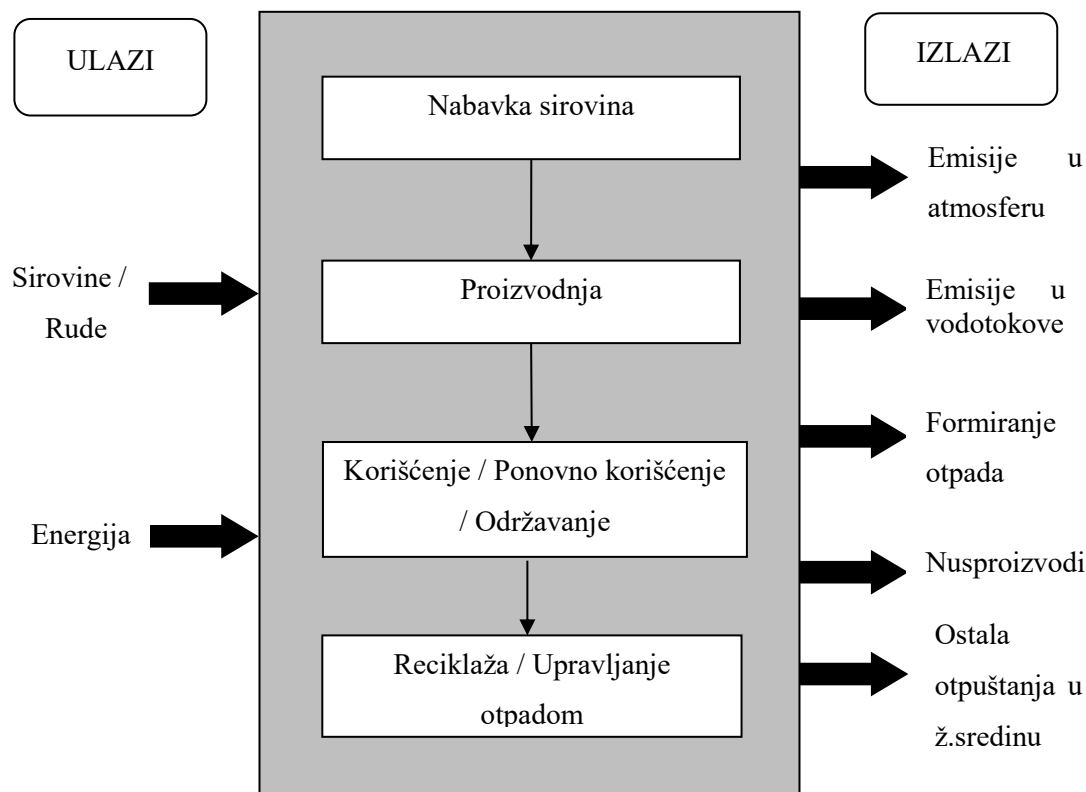 ULAZI
Sirovine /
Rude
Energija
Nabavka sirovina
Proizvodnja
Korišćenje / Ponovno korišćenje
/ Održavanje
Reciklaža / Upravljanje
otpadom
IZLAZI
Emisije u
atmosferu
Emisije u
vodotokove
Formiranje
otpada
Nusproizvodi
Ostala
otpuštanja u
ž.sredinu